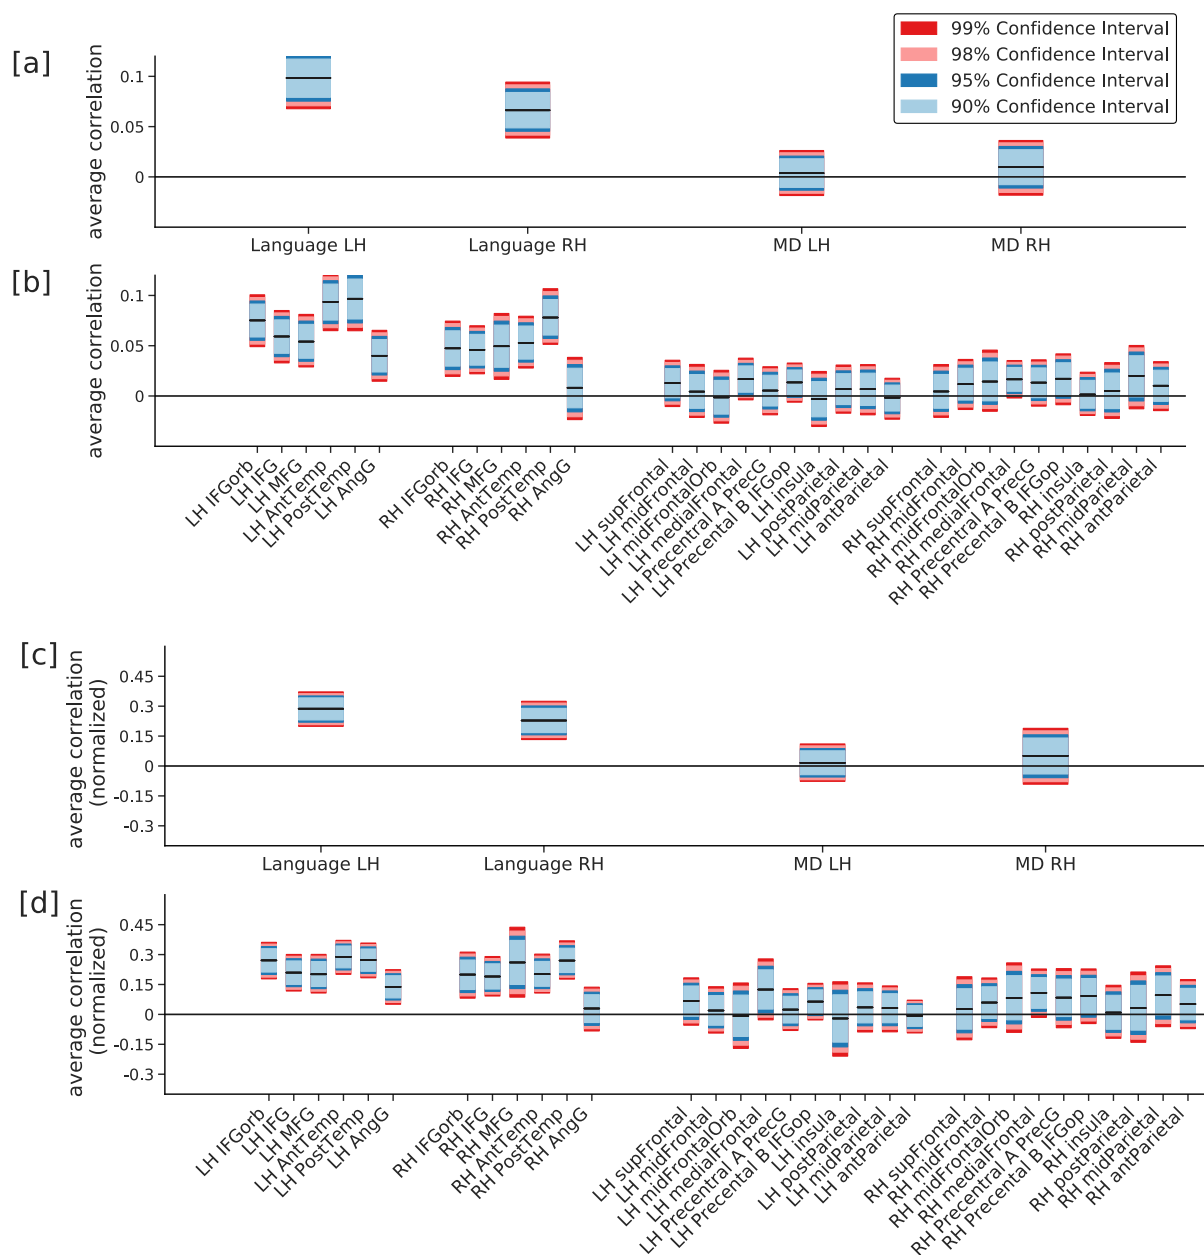 99% Confidence Interval
98% Confidence Interval
95% Confidence Interval
90% Confidence Interval
[a]
average correlation
0.1
0.05
0
Language LH
Language RH
MD LH
MD RH
[b]
average correlation
0.1
0.05
0
LH IFGorb
LH IFG
LH MFG
LH AntTemp
LH PostTemp
LH AngG
RH IFGorb
RH IFG
RH MFG
RH AntTemp
RH PostTemp
RH AngG
LH supFrontal
LH midFrontal
LH midFrontalOrb
LH medialFrontal
LH Precentral A PrecG
LH Precental B IFGop
LH insula
LH postParietal
LH midParietal
LH antParietal
RH supFrontal
RH midFrontal
RH midFrontalOrb
RH medialFrontal
RH Precentral A PrecG
RH Precental B IFGop
RH insula
RH postParietal
RH midParietal
RH antParietal
[c]
average correlation
(normalized)
0.45
0.3
0.15
0
-0.15
-0.3
Language LH
Language RH
MD LH
MD RH
[d]
average correlation
(normalized)
0.45
0.3
0.15
0
-0.15
-0.3
LH IFGorb
LH IFG
LH MFG
LH AntTemp
LH PostTemp
LH AngG
RH IFGorb
RH IFG
RH MFG
RH AntTemp
RH PostTemp
RH AngG
LH supFrontal
LH midFrontal
LH midFrontalOrb
LH medialFrontal
LH Precentral A PrecG
LH Precental B IFGop
LH insula
LH postParietal
LH midParietal
LH antParietal
RH supFrontal
RH midFrontal
RH midFrontalOrb
RH medialFrontal
RH Precentral A PrecG
RH Precental B IFGop
RH insula
RH postParietal
RH midParietal
RH antParietal